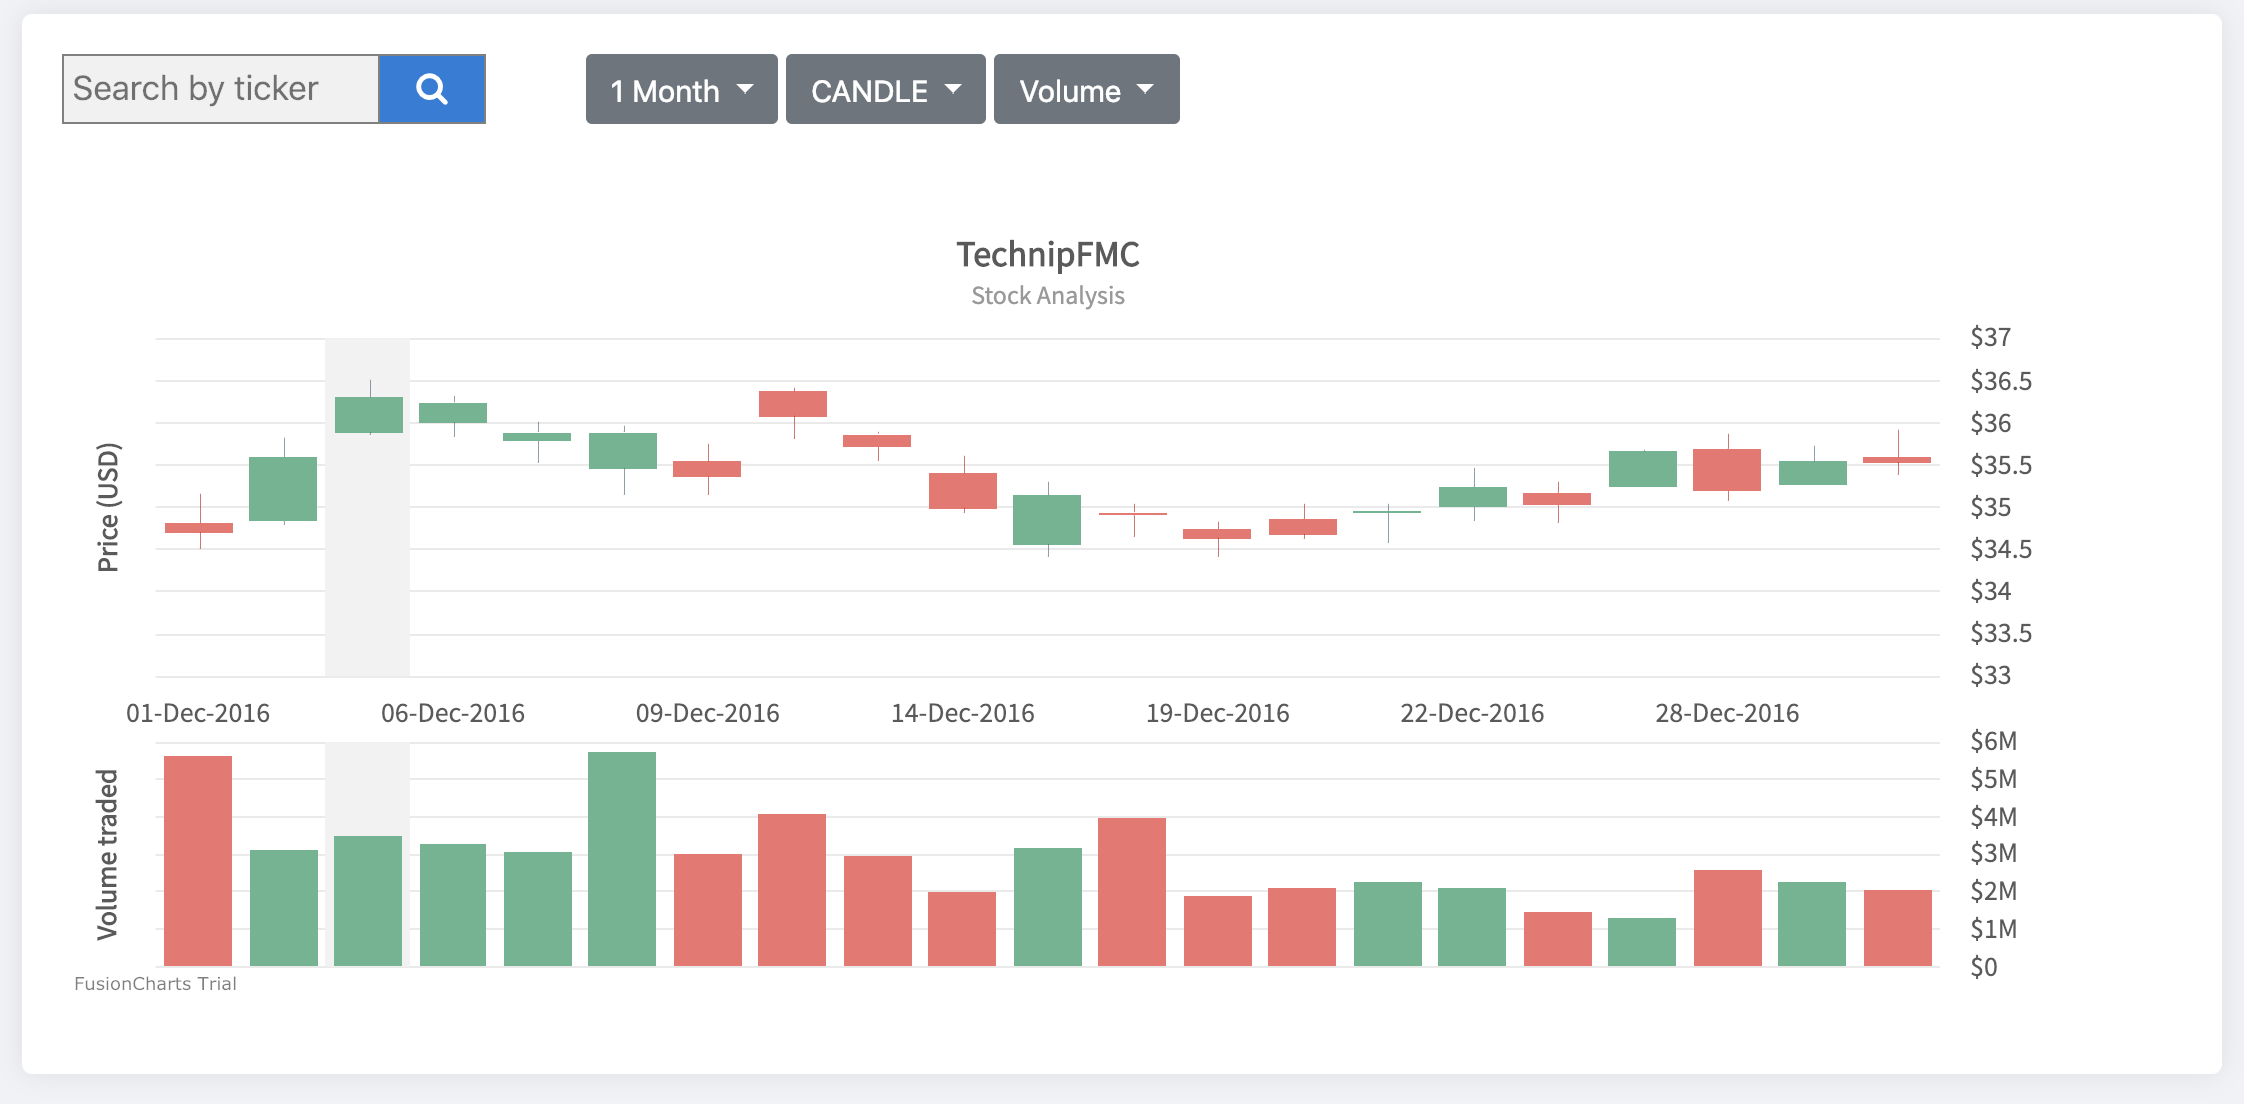 Search by ticker
1 Month
CANDLE
Volume
TechnipFMC
Stock Analysis
Price (USD)
$37
$36.5
$36
$35.5
$35
$34.5
$34
$33.5
$33
01-Dec-2016 06-Dec-2016 09-Dec-2016 14-Dec-2016 19-Dec-2016 22-Dec-2016 28-Dec-2016
Volume traded
$6M
$5M
$4M
$3M
$2M
$1M
$0
FusionCharts Trial